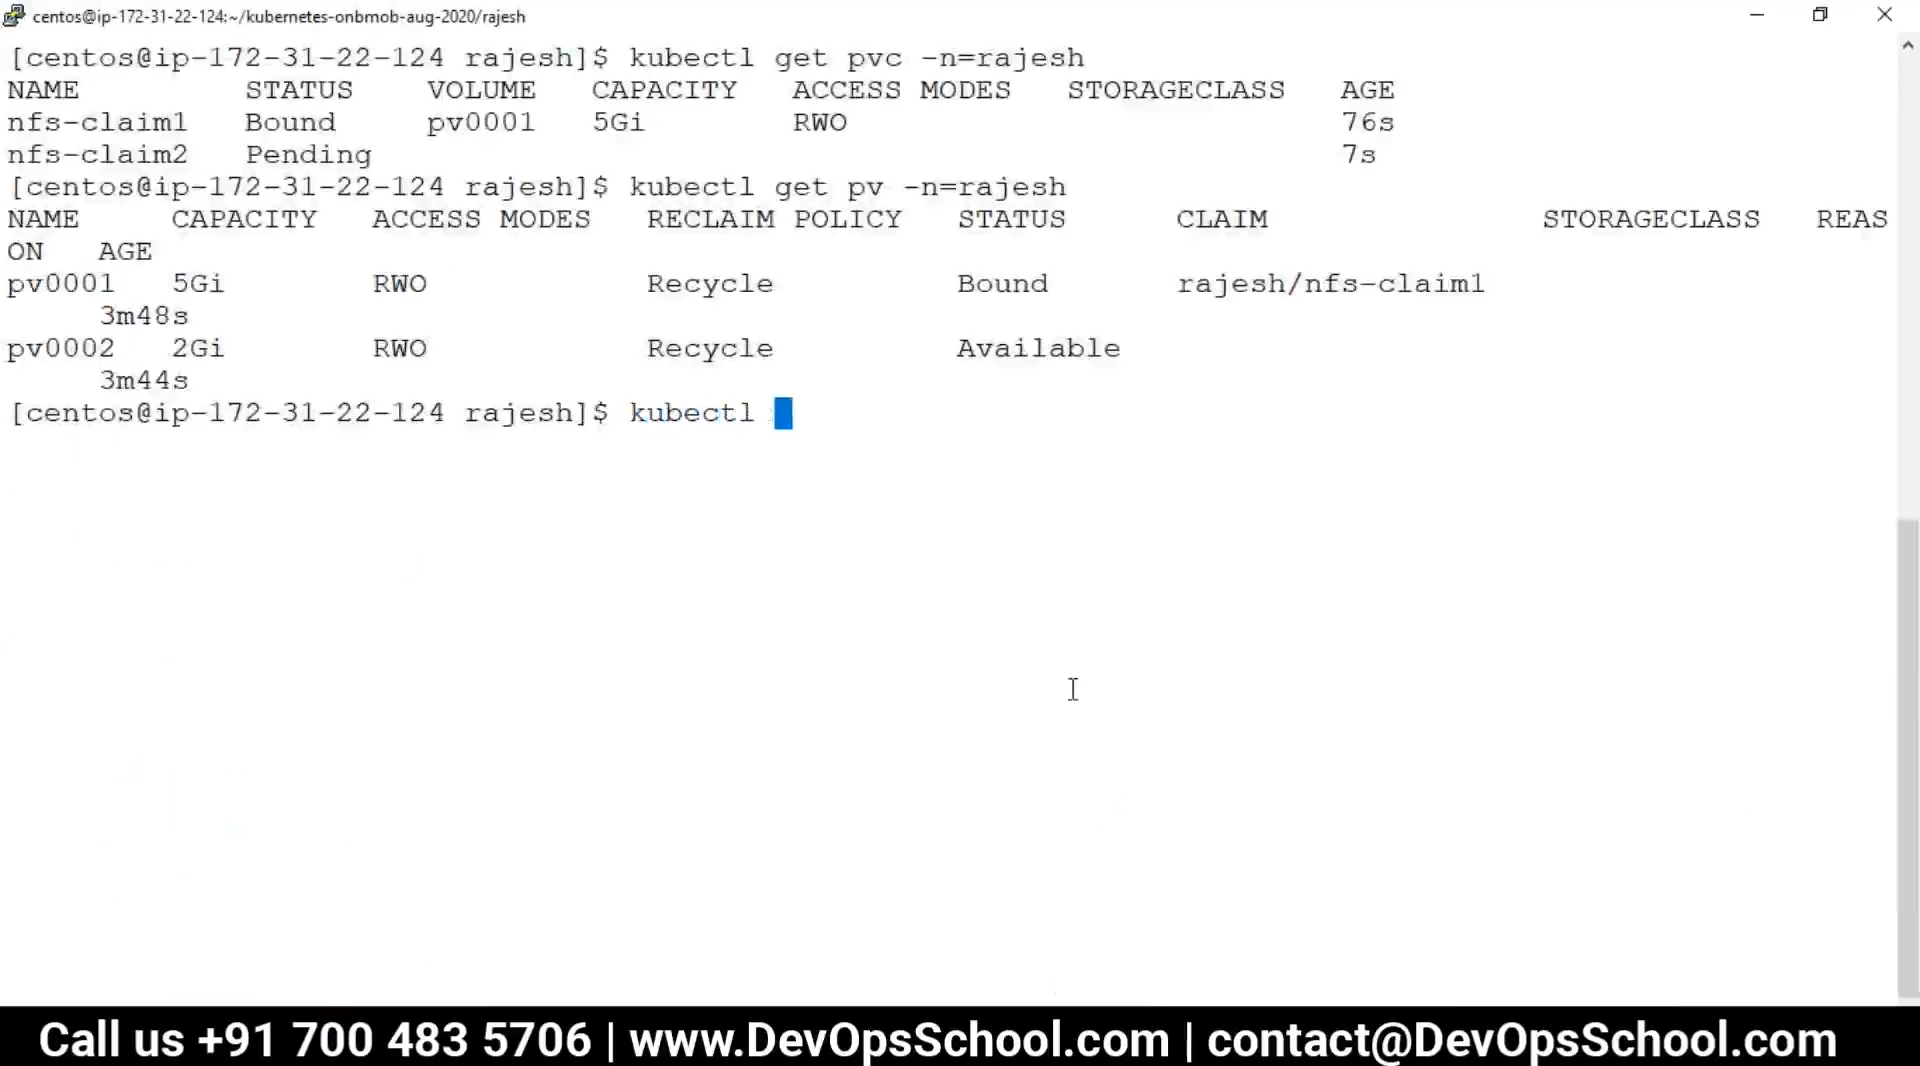 centos@ip-172-31-22-124:~/kubernetes-onbmob-aug-2020/rajesh
[centos@ip-172-31-22-124 rajesh]$ kubectl get pvc -n=rajesh
NAME STATUS VOLUME CAPACITY ACCESS MODES STORAGECLASS AGE
nfs-claim1 Bound pv0001 5Gi RWO 76s
nfs-claim2 Pending 7s
[centos@ip-172-31-22-124 rajesh]$ kubectl get pv -n=rajesh
NAME CAPACITY ACCESS MODES RECLAIM POLICY STATUS CLAIM STORAGECLASS REAS
ON AGE
pv0001 5Gi RWO Recycle Bound rajesh/nfs-claim1
3m48s
pv0002 2Gi RWO Recycle Available
3m44s
[centos@ip-172-31-22-124 rajesh]$ kubectl
Call us +91 700 483 5706 | www.DevOpsSchool.com | contact@DevOpsSchool.com